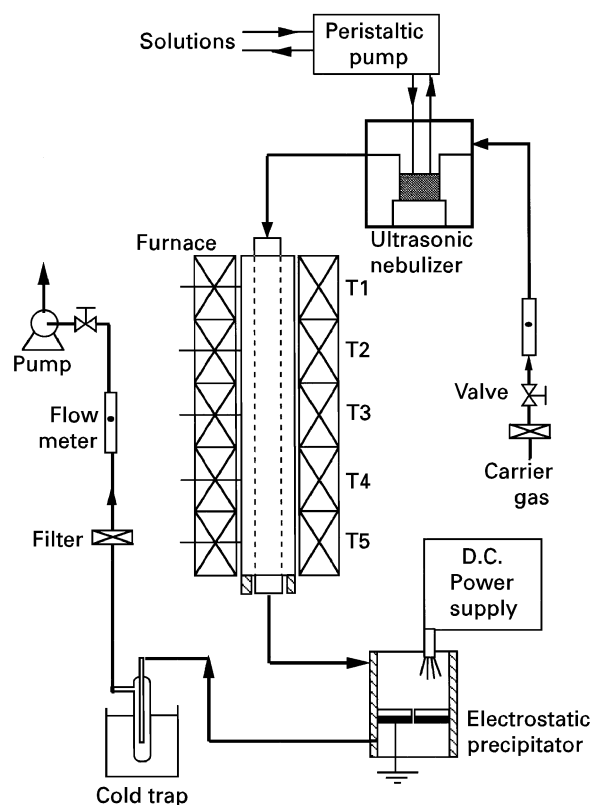 Solutions
Peristaltic
pump
Ultrasonic
nebulizer
Furnace
T1
T2
T3
T4
T5
Pump
Flow
meter
Filter
Valve
Carrier
gas
D.C.
Power
supply
Electrostatic
precipitator
Cold trap